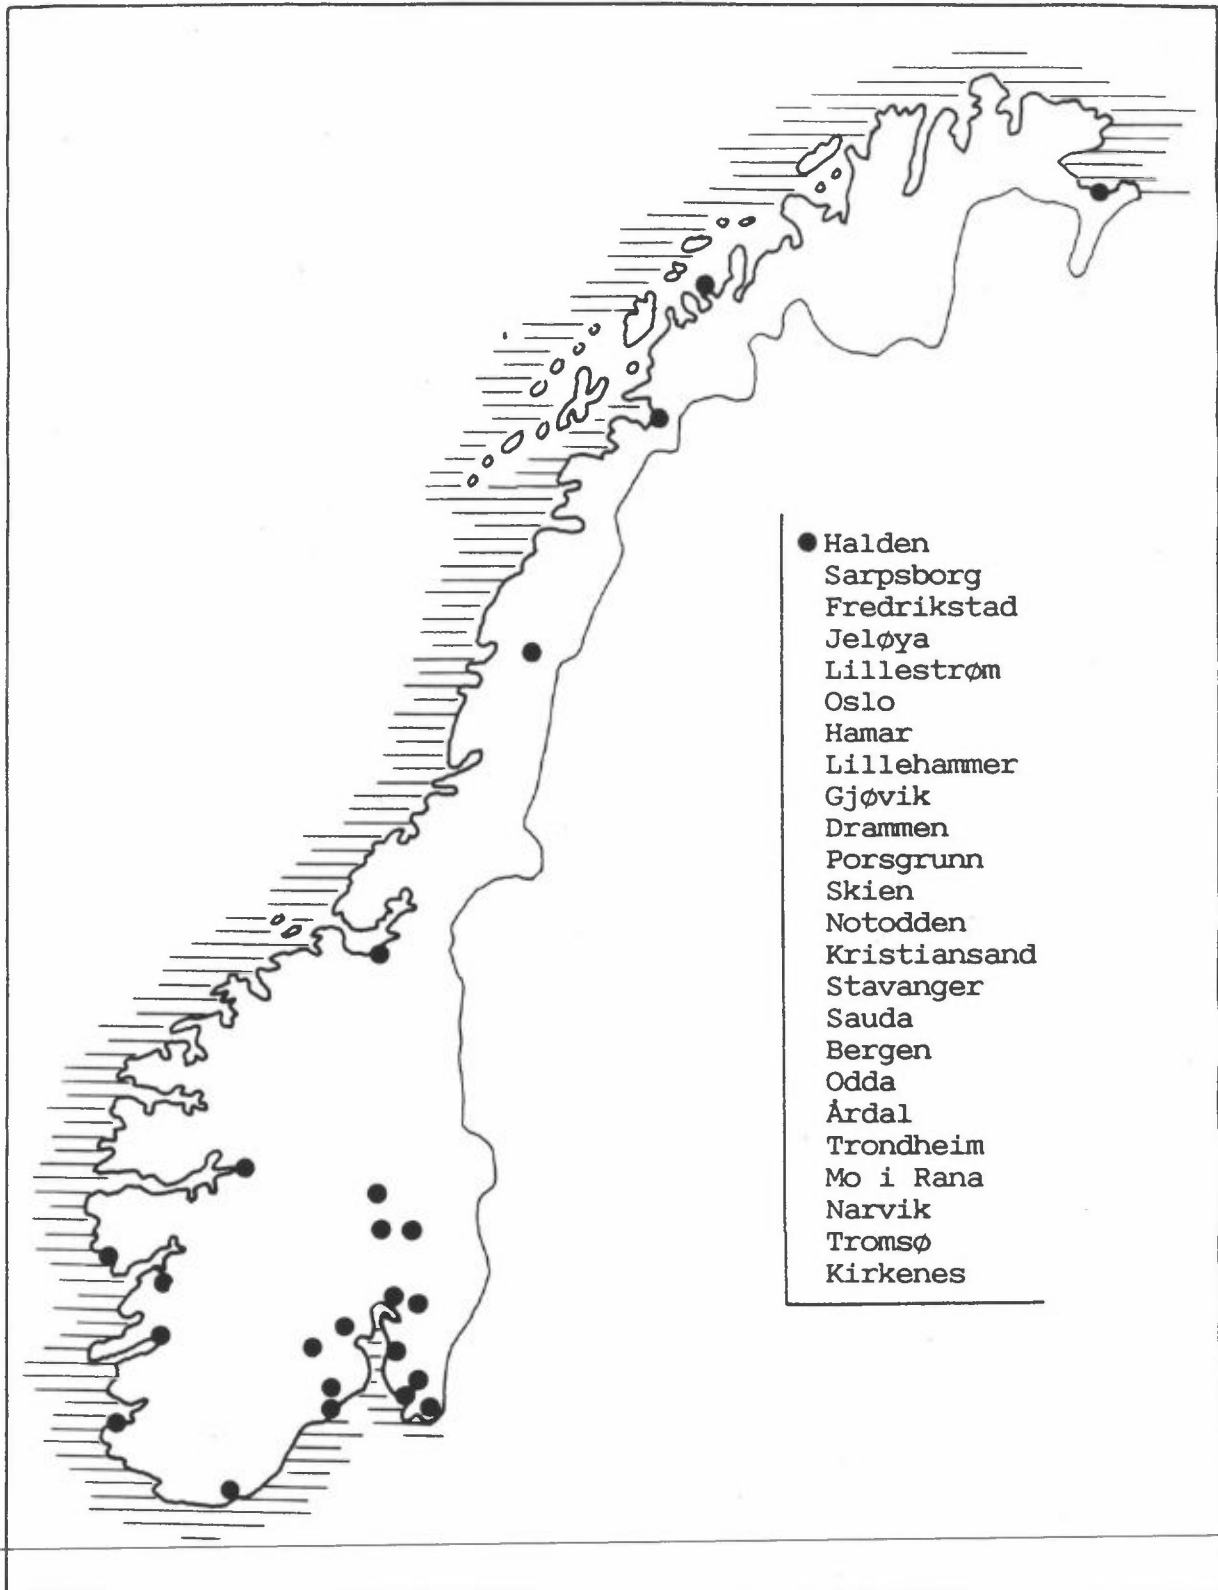 Halden
Sarpsborg
Fredrikstad
Jeløya
Lillestrøm
Oslo
Hamar
Lillehammer
Gjøvik
Drammen
Porsgrunn
Skien
Notodden
Kristiansand
Stavanger
Sauda
Bergen
Odda
Årdal
Trondheim
Mo i Rana
Narvik
Tromsø
Kirkenes